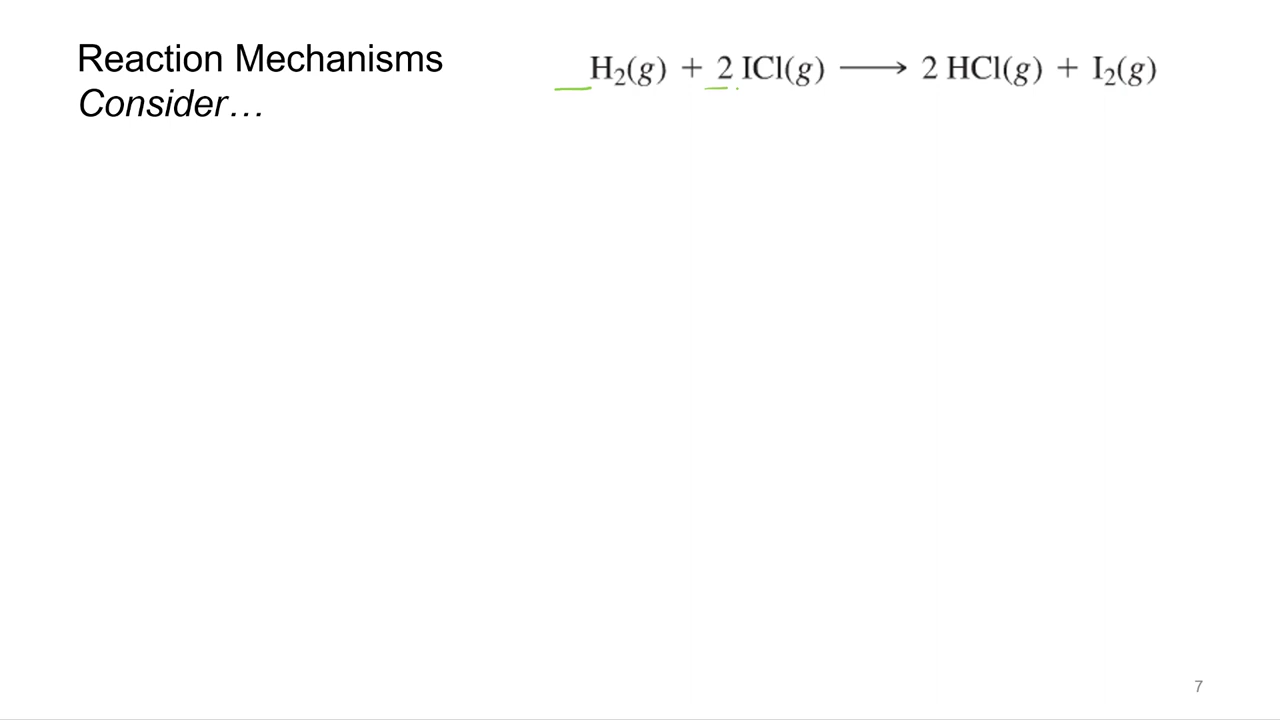 Reaction Mechanisms
Consider…
H₂(g) + 2 ICl(g) ⟶ 2 HCl(g) + I₂(g)
7